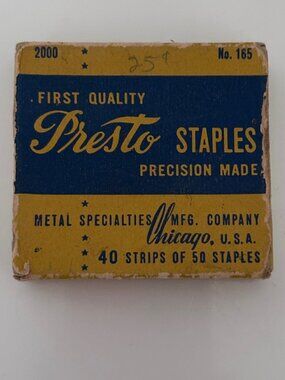 2000 25¢ No. 165
FIRST QUALITY
Presto STAPLES
PRECISION MADE
METAL SPECIALTIES MFG. COMPANY
Chicago, U.S.A.
40 STRIPS OF 50 STAPLES